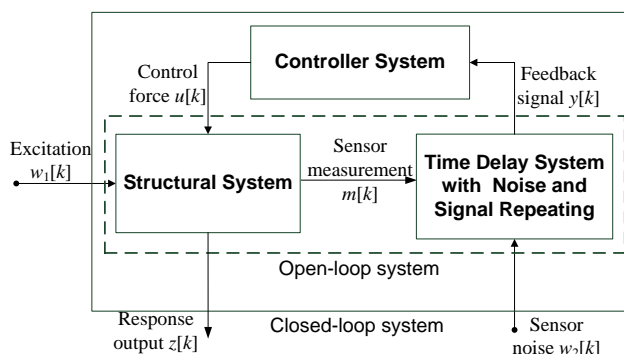 Controller System
Control
force u[k]
Feedback
signal y[k]
Excitation
w1[k]
Structural System
Sensor
measurement
m[k]
Time Delay System
with Noise and
Signal Repeating
Open-loop system
Response
output z[k]
Closed-loop system
Sensor
noise w2[k]